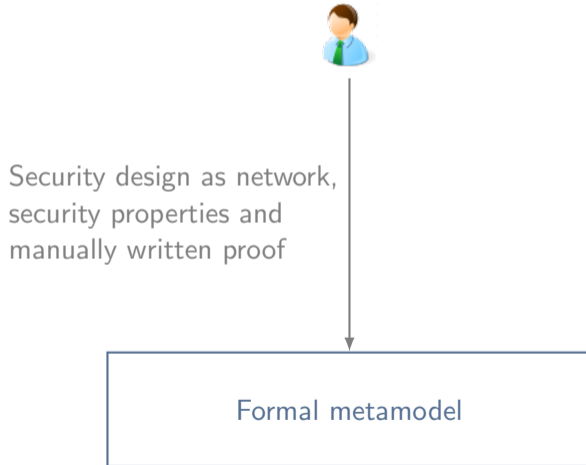 Security design as network,
security properties and
manually written proof
Formal metamodel